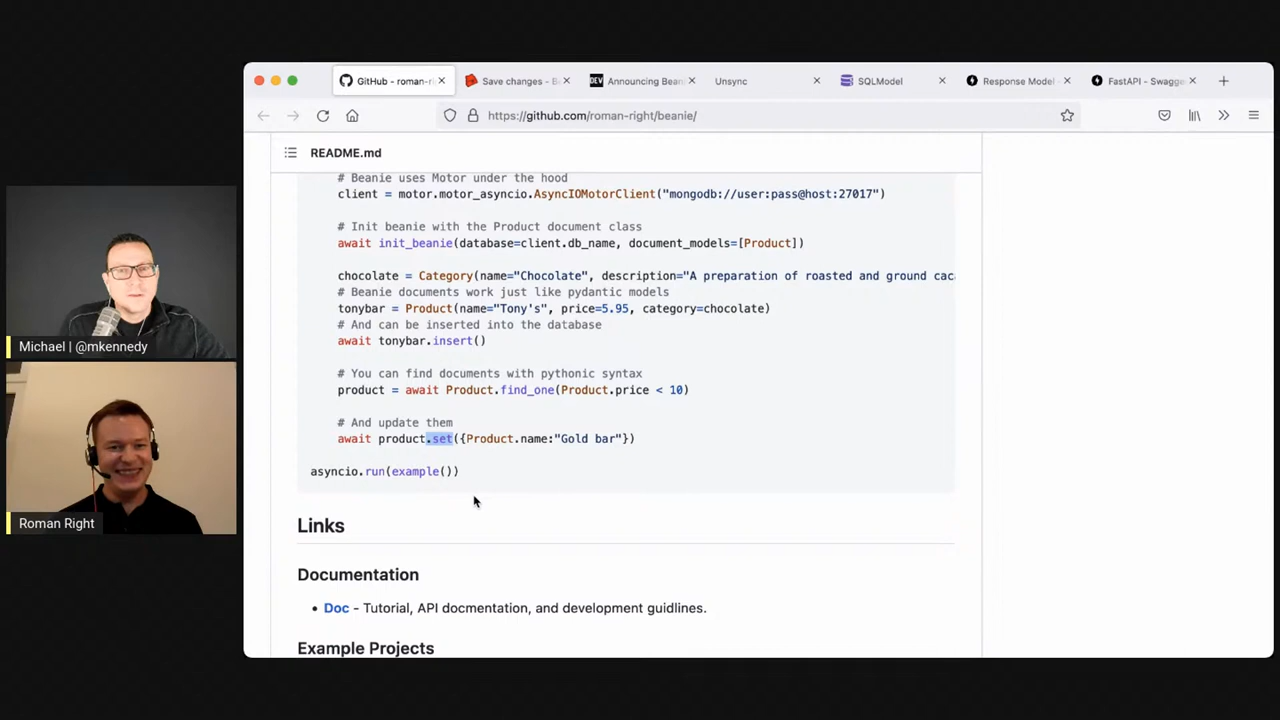 GitHub - roman-ri
Save changes - B
DEV
Announcing Bean
Unsync
SQLModel
Response Model -
FastAPI - Swagge
https://github.com/roman-right/beanie/
README.md
# Beanie uses Motor under the hood
client = motor.motor_asyncio.AsyncIOMotorClient("mongodb://user:pass@host:27017")
# Init beanie with the Product document class
await init_beanie(database=client.db_name, document_models=[Product])
chocolate = Category(name="Chocolate", description="A preparation of roasted and ground cac
# Beanie documents work just like pydantic models
tonybar = Product(name="Tony's", price=5.95, category=chocolate)
# And can be inserted into the database
await tonybar.insert()
# You can find documents with pythonic syntax
product = await Product.find_one(Product.price < 10)
# And update them
await product.set({Product.name:"Gold bar"})
asyncio.run(example())
Links
Documentation
• Doc - Tutorial, API docmentation, and development guidlines.
Example Projects
Michael | @mkennedy
Roman Right